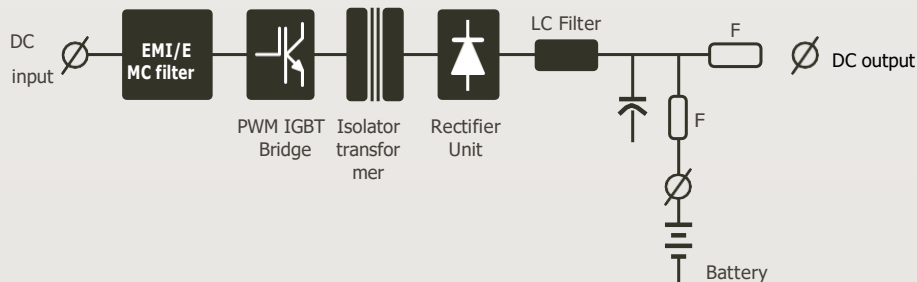 DC
input
EMI/E
MC filter
PWM IGBT
Bridge
Isolator
transfor
mer
Rectifier
Unit
LC Filter
F
DC output
F
Battery